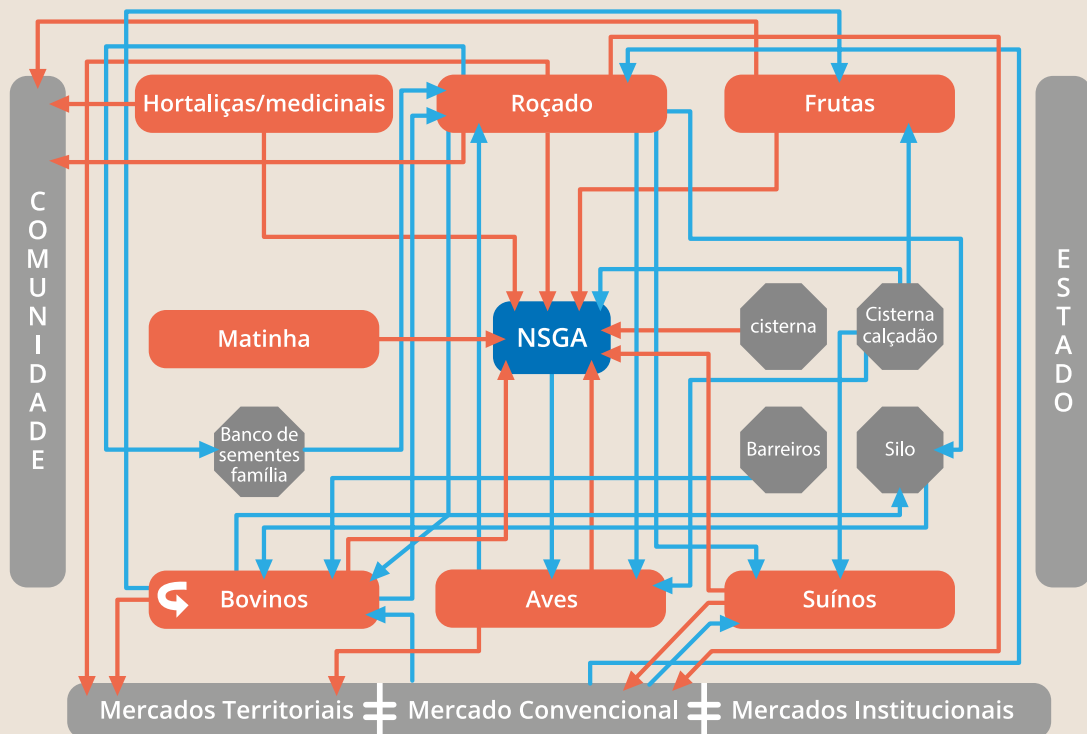 Hortaliças/medicinais
Roçado
Frutas
COMUNIDADE
ESTADO
Matinha
NSGA
cisterna
Cisterna
calçadão
Banco de
sementes
família
Barreiros
Silo
Bovinos
Aves
Suínos
Mercados Territoriais
Mercado Convencional
Mercados Institucionais